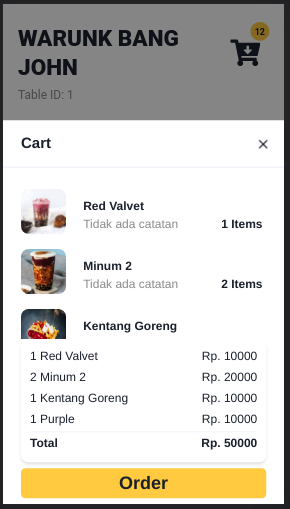 WARUNK BANG
JOHN
12
Table ID: 1
Cart
×
Red Valvet
Tidak ada catatan
1 Items
Minum 2
Tidak ada catatan
2 Items
Kentang Goreng
1 Red Valvet Rp. 10000
2 Minum 2 Rp. 20000
1 Kentang Goreng Rp. 10000
1 Purple Rp. 10000
Total Rp. 50000
Order